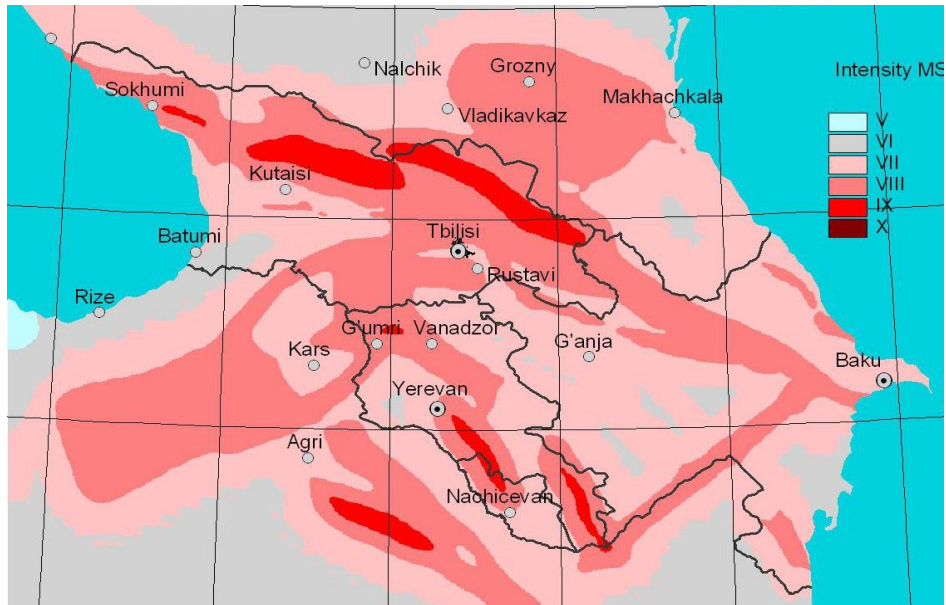 Nalchik
Grozny
Intensity MS
Sokhumi
Vladikavkaz
Makhachkala
V
VI
VII
VIII
IX
X
Kutaisi
Tbilisi
Batumi
Rustavi
Rize
G'umri
Vanadzor
Kars
G'anja
Baku
Yerevan
Agri
Nachicevan